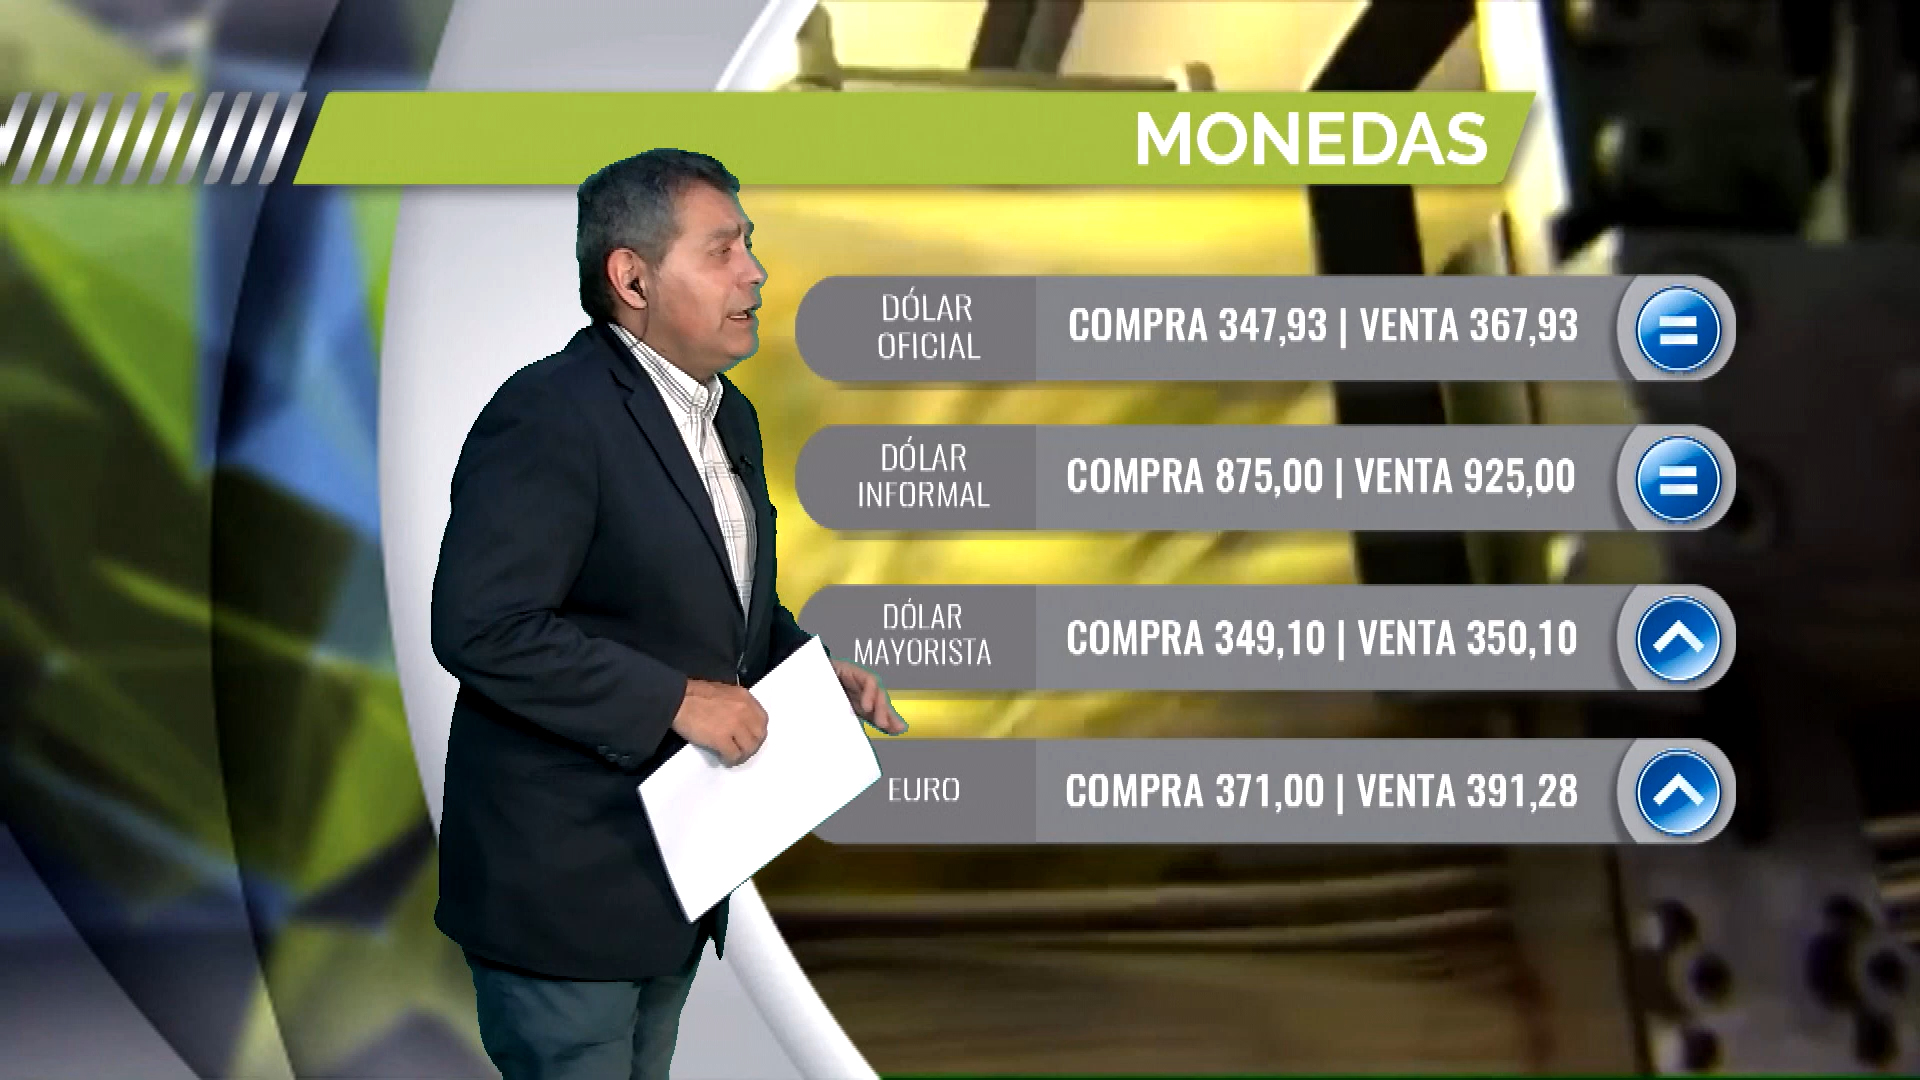 MONEDAS
DÓLAR
OFICIAL
COMPRA 347,93 | VENTA 367,93
DÓLAR
INFORMAL
COMPRA 875,00 | VENTA 925,00
DÓLAR
MAYORISTA
COMPRA 349,10 | VENTA 350,10
EURO
COMPRA 371,00 | VENTA 391,28